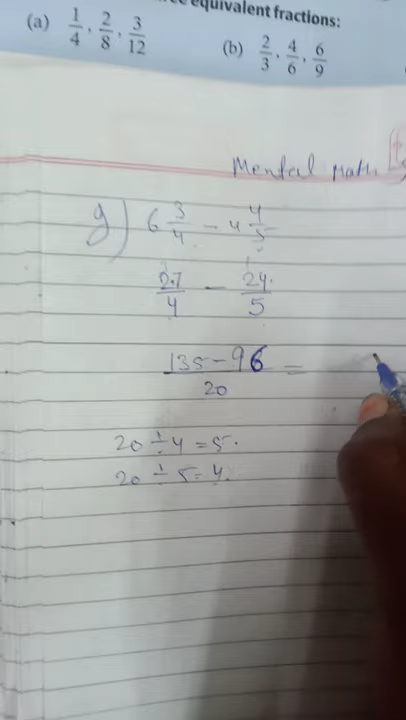 equivalent fractions:
(a) 1/4, 2/8, 3/12
(b) 2/3, 4/6, 6/9
Mental Math
g) 6 3/4 - 4 4/5
27/4 - 24/5
135-96/20 =
20 ÷ 4 = 5.
20 ÷ 5 = 4.